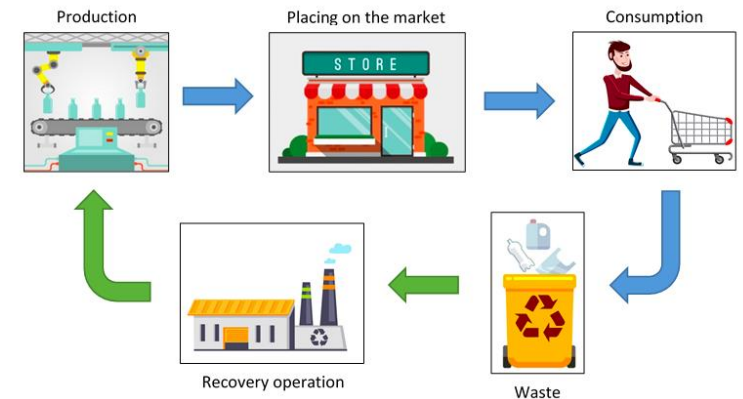 Production
Placing on the market
Consumption
STORE
Recovery operation
Waste